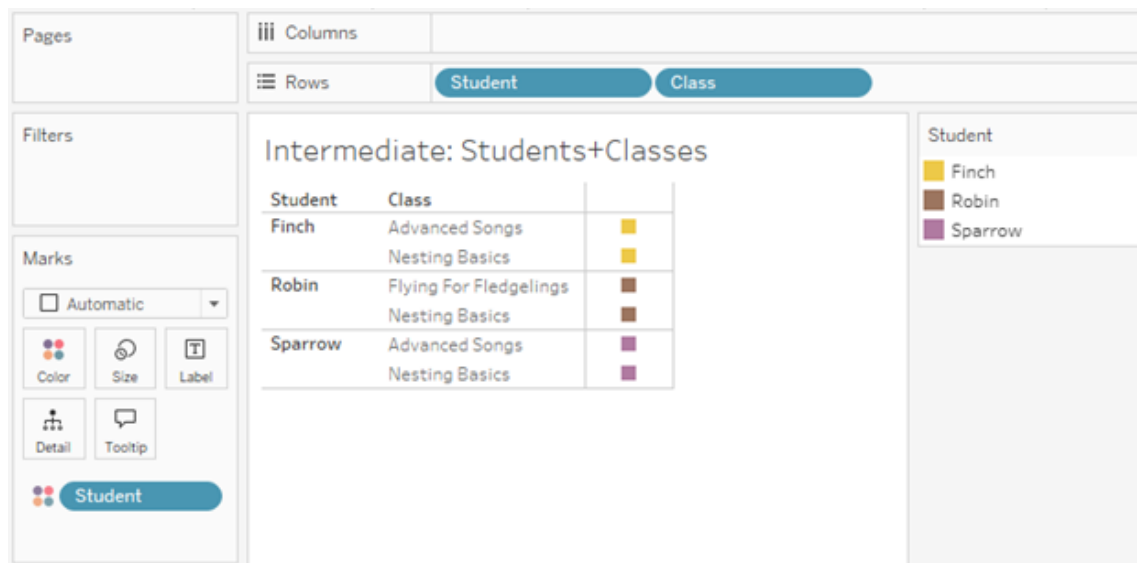 Pages
Columns
Rows Student Class
Filters
Intermediate: Students+Classes
Student Class
Finch Advanced Songs
Nesting Basics
Robin Flying For Fledgelings
Nesting Basics
Sparrow Advanced Songs
Nesting Basics
Marks
Automatic
Color Size Label
Detail Tooltip
Student
Student
Finch
Robin
Sparrow